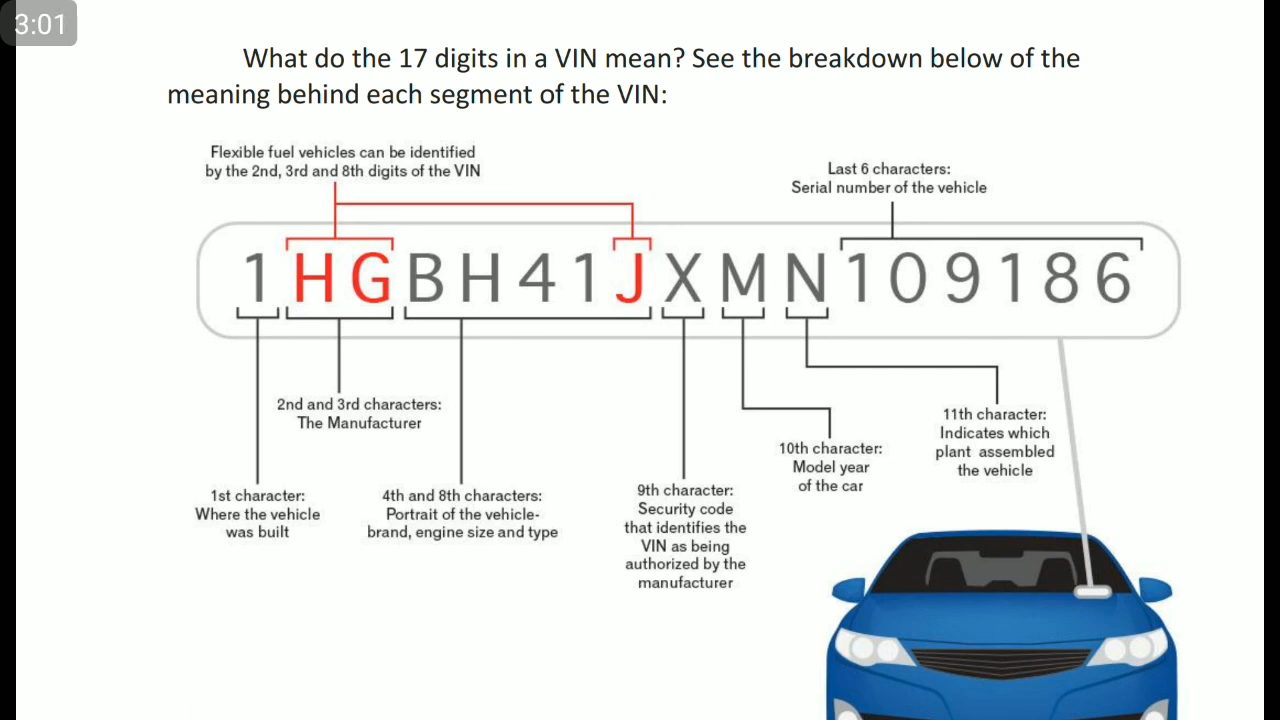 3:01
What do the 17 digits in a VIN mean? See the breakdown below of the
meaning behind each segment of the VIN:
Flexible fuel vehicles can be identified
by the 2nd, 3rd and 8th digits of the VIN
Last 6 characters:
Serial number of the vehicle
1HGBH41JXMN109186
2nd and 3rd characters:
The Manufacturer
1st character:
Where the vehicle
was built
4th and 8th characters:
Portrait of the vehicle-
brand, engine size and type
9th character:
Security code
that identifies the
VIN as being
authorized by the
manufacturer
10th character:
Model year
of the car
11th character:
Indicates which
plant assembled
the vehicle